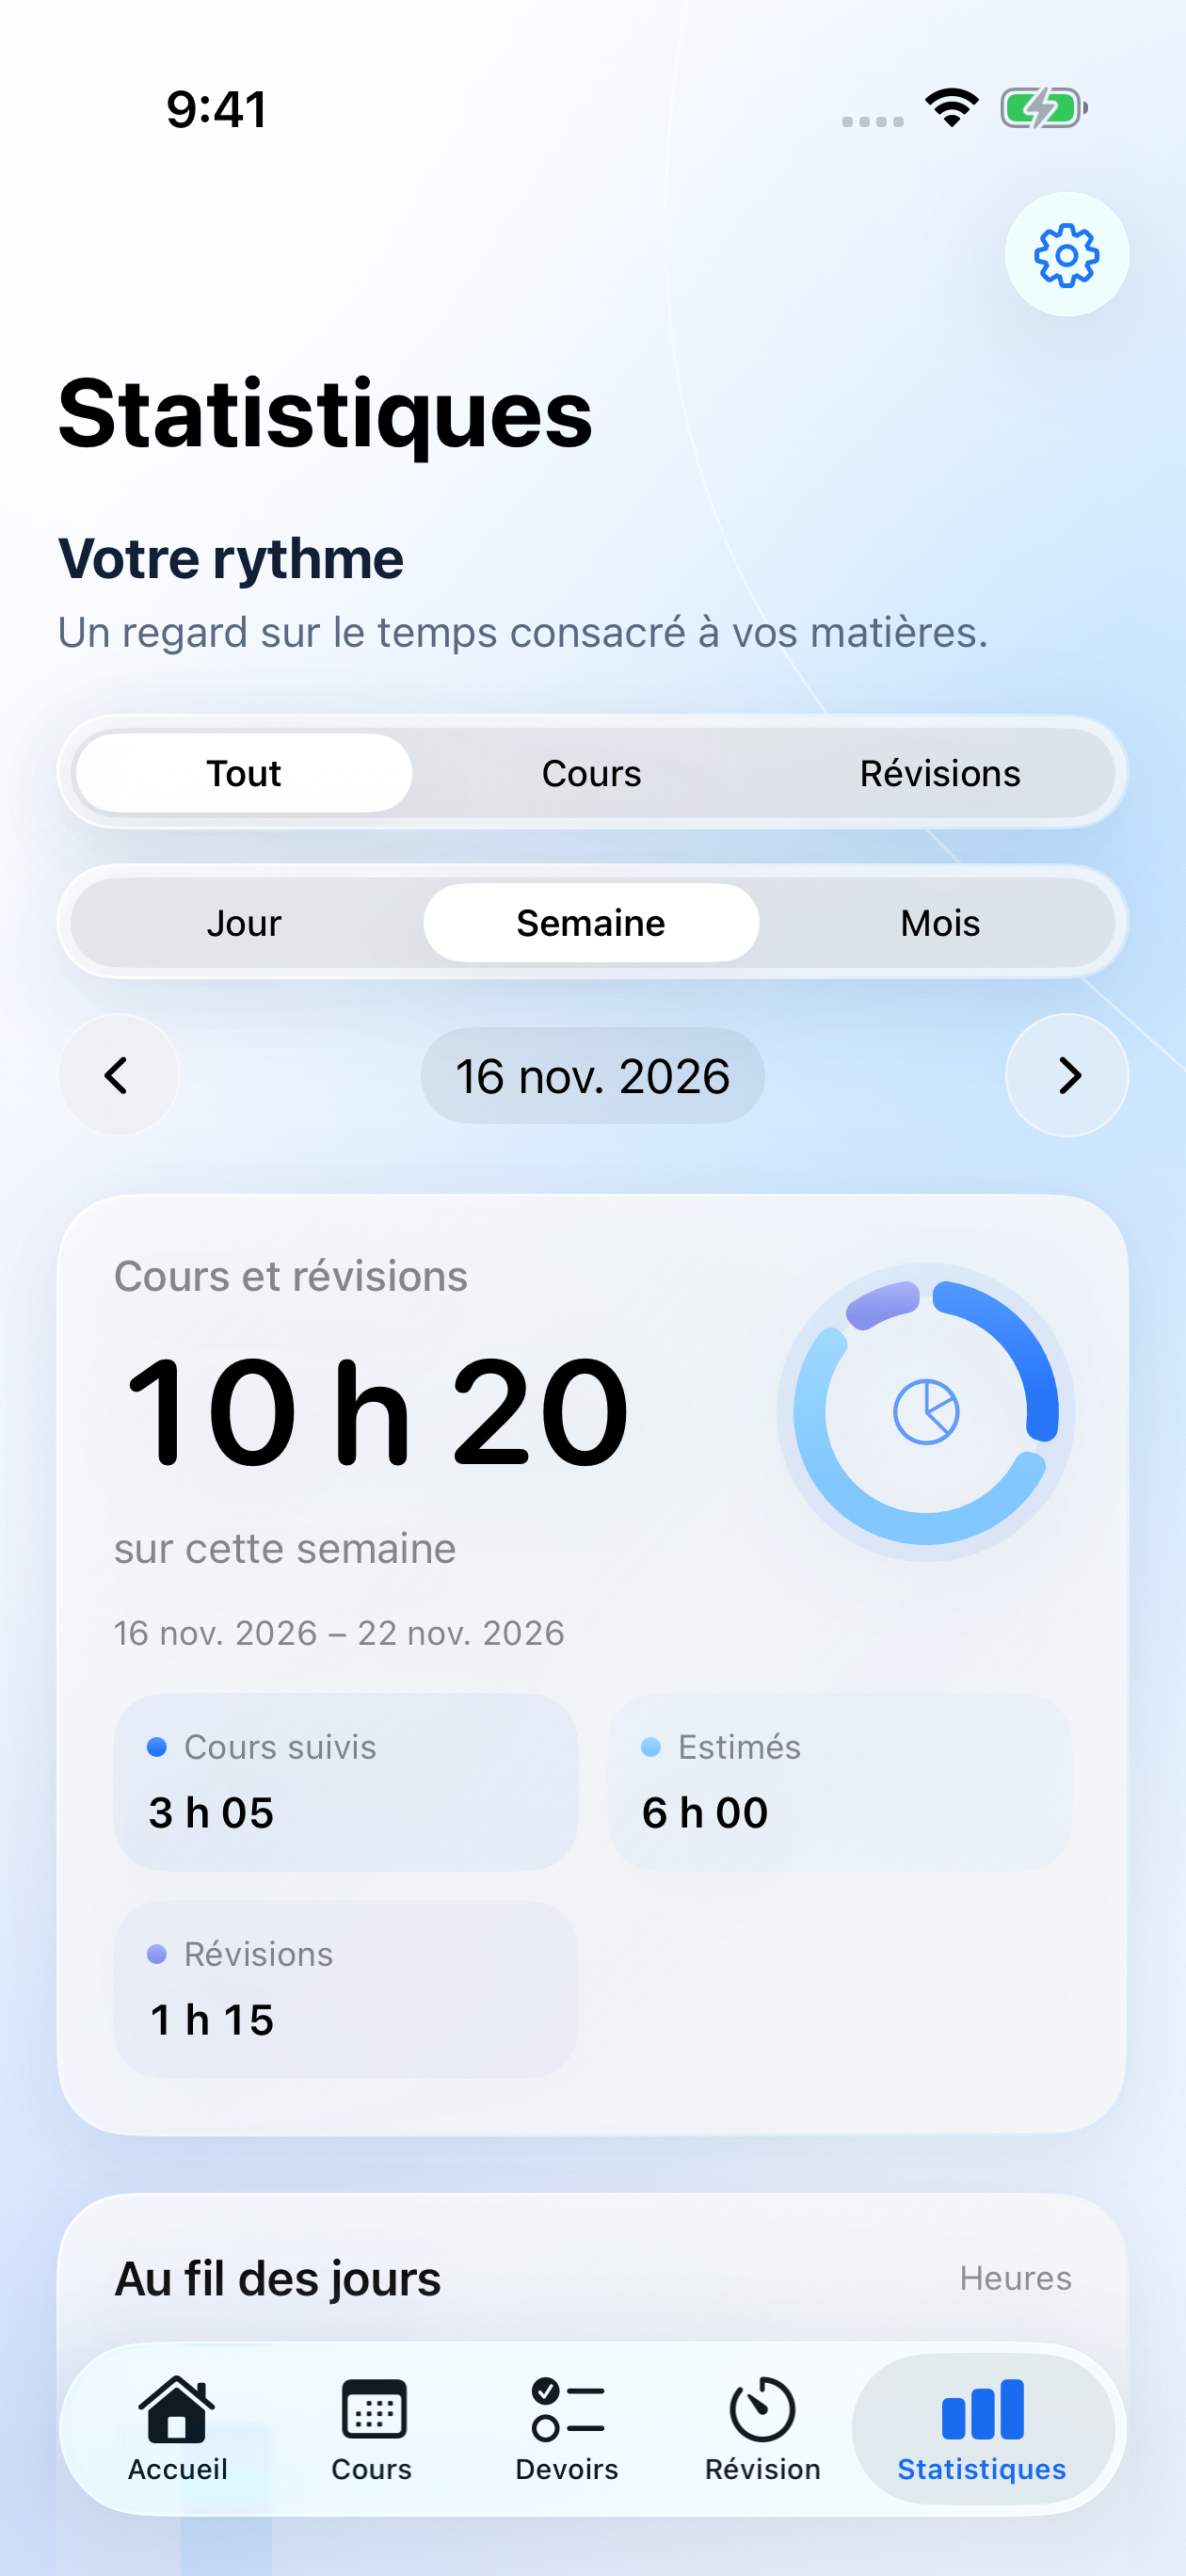 9:41
Statistiques
Votre rythme
Un regard sur le temps consacré à vos matières.
Tout Cours Révisions
Jour Semaine Mois
16 nov. 2026
Cours et révisions
10 h 20
sur cette semaine
16 nov. 2026 – 22 nov. 2026
Cours suivis Estimés
3 h 05 6 h 00
Révisions
1 h 15
Au fil des jours Heures
Accueil Cours Devoirs Révision Statistiques